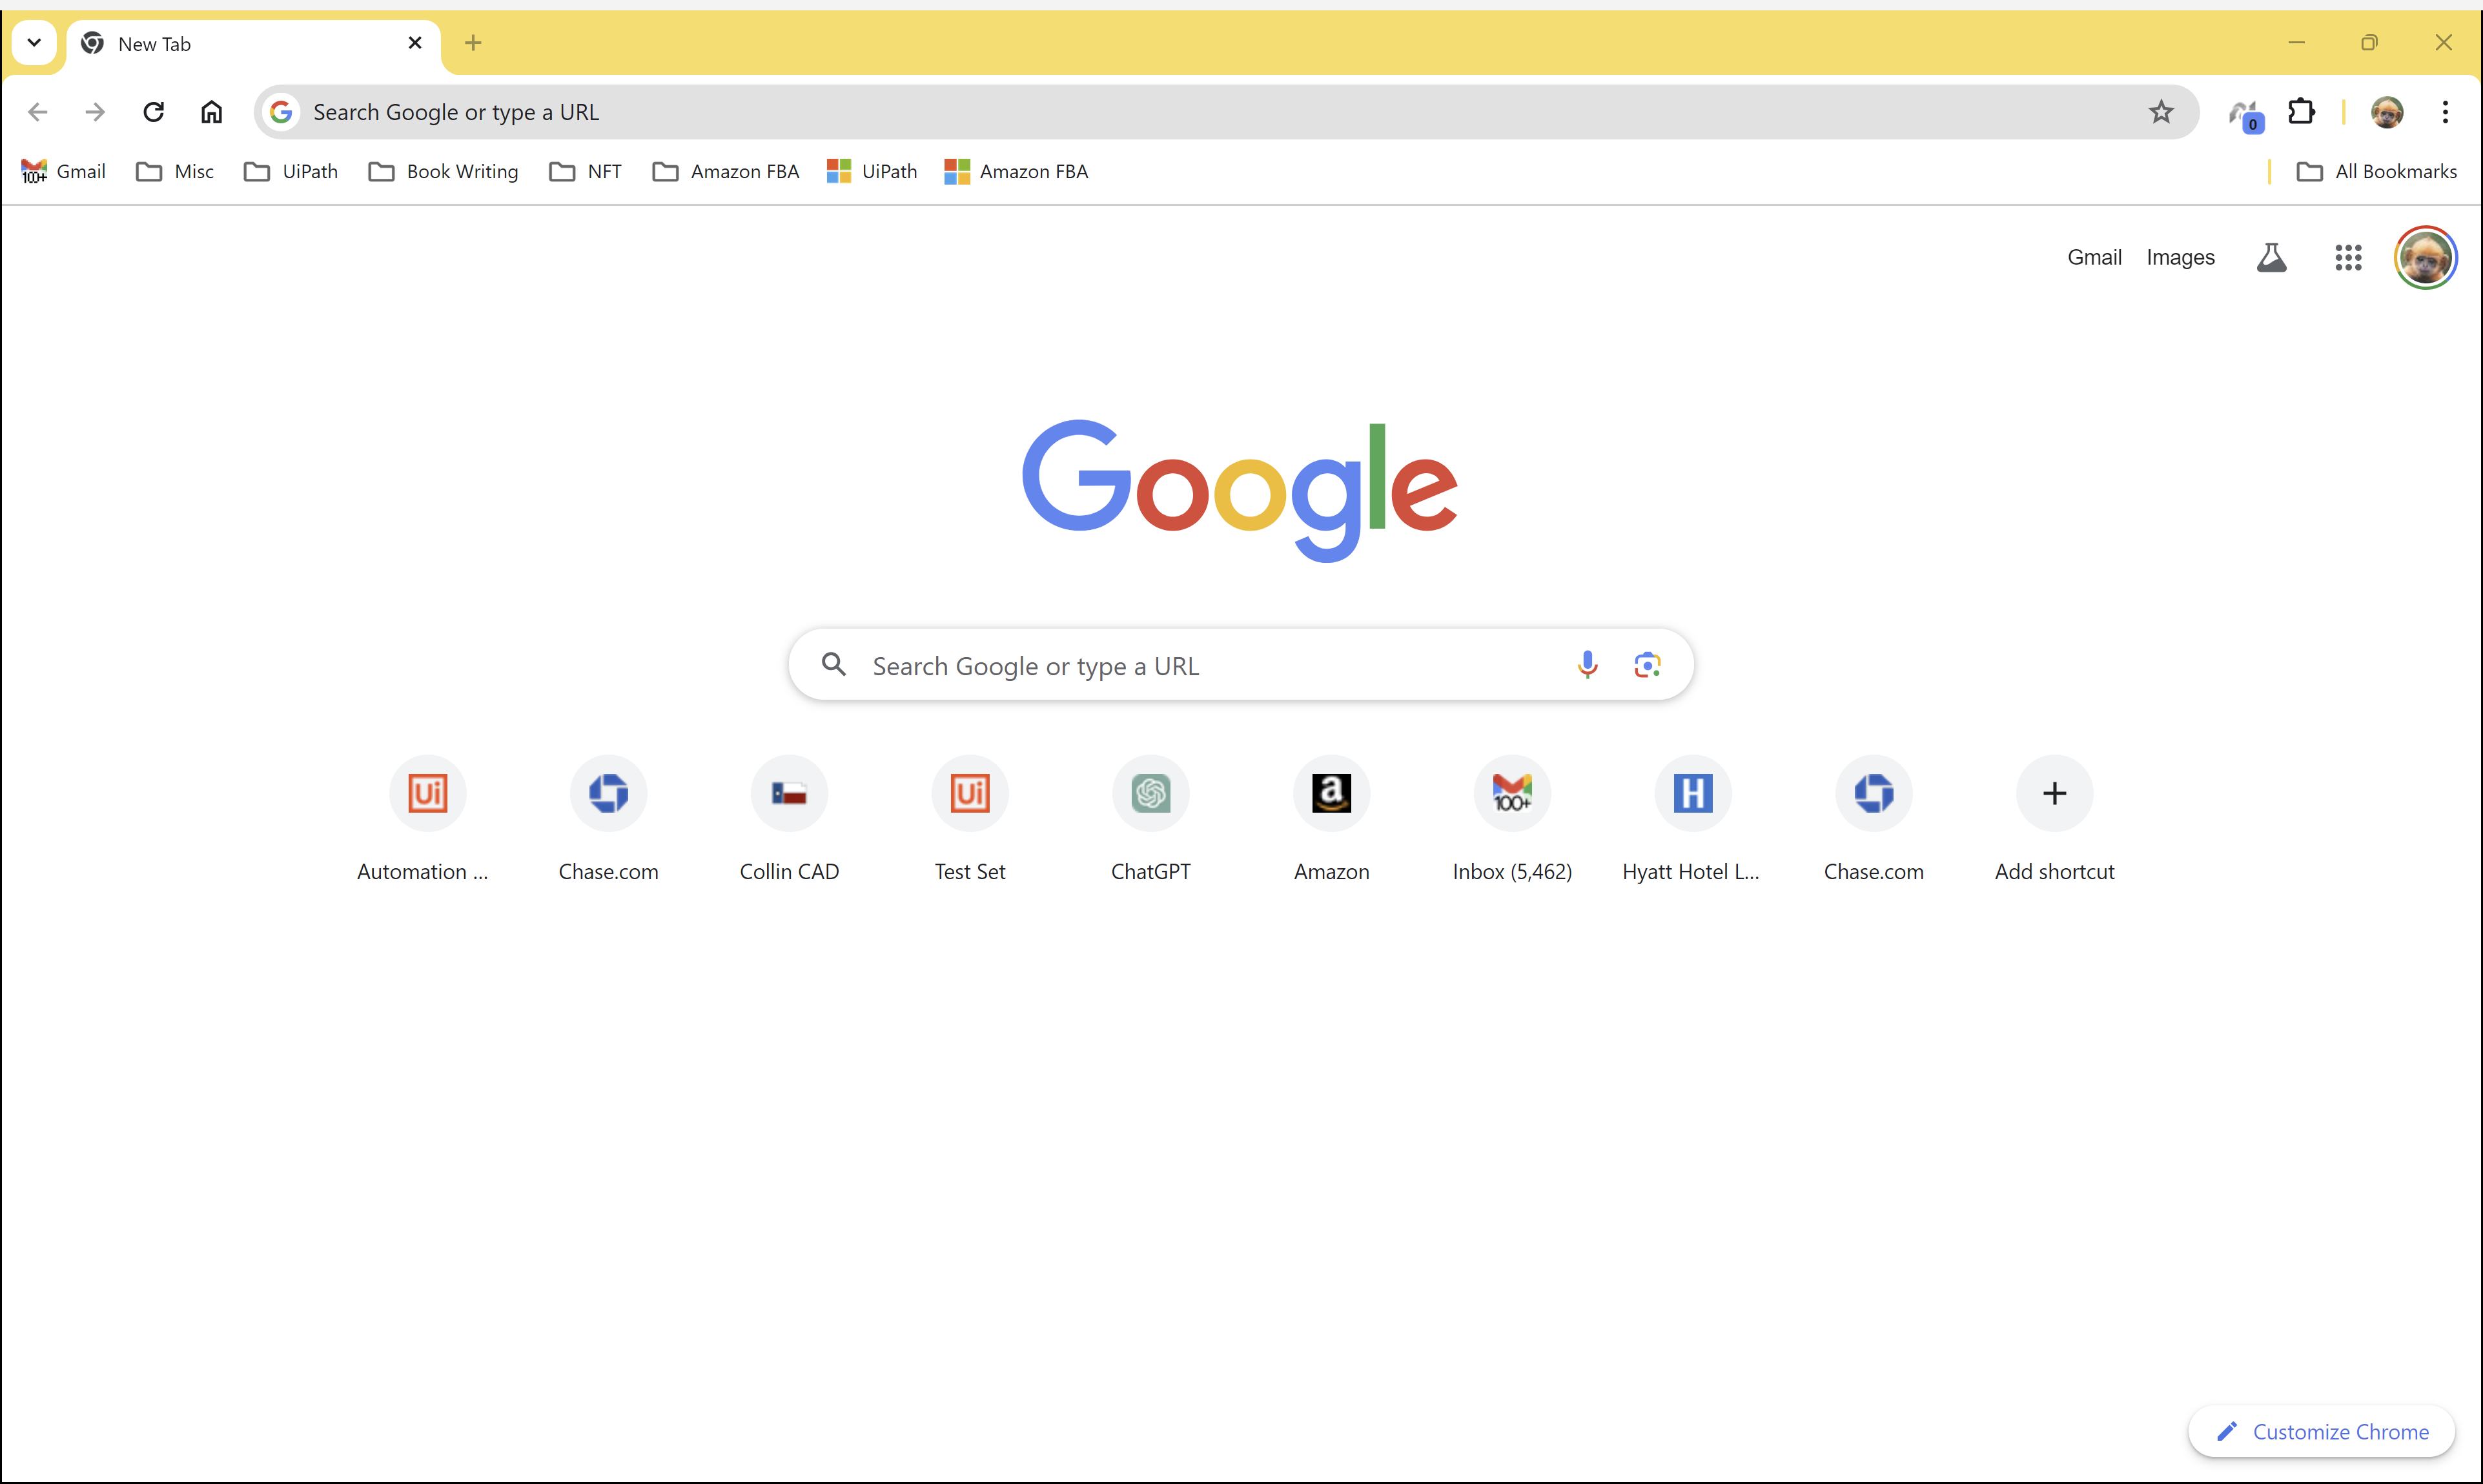 New Tab
Search Google or type a URL
0
100+ Gmail Misc UiPath Book Writing NFT Amazon FBA UiPath Amazon FBA All Bookmarks
Gmail Images
Google
Search Google or type a URL
Ui Ui a 100+ H
Automation ... Chase.com Collin CAD Test Set ChatGPT Amazon Inbox (5,462) Hyatt Hotel L... Chase.com Add shortcut
Customize Chrome